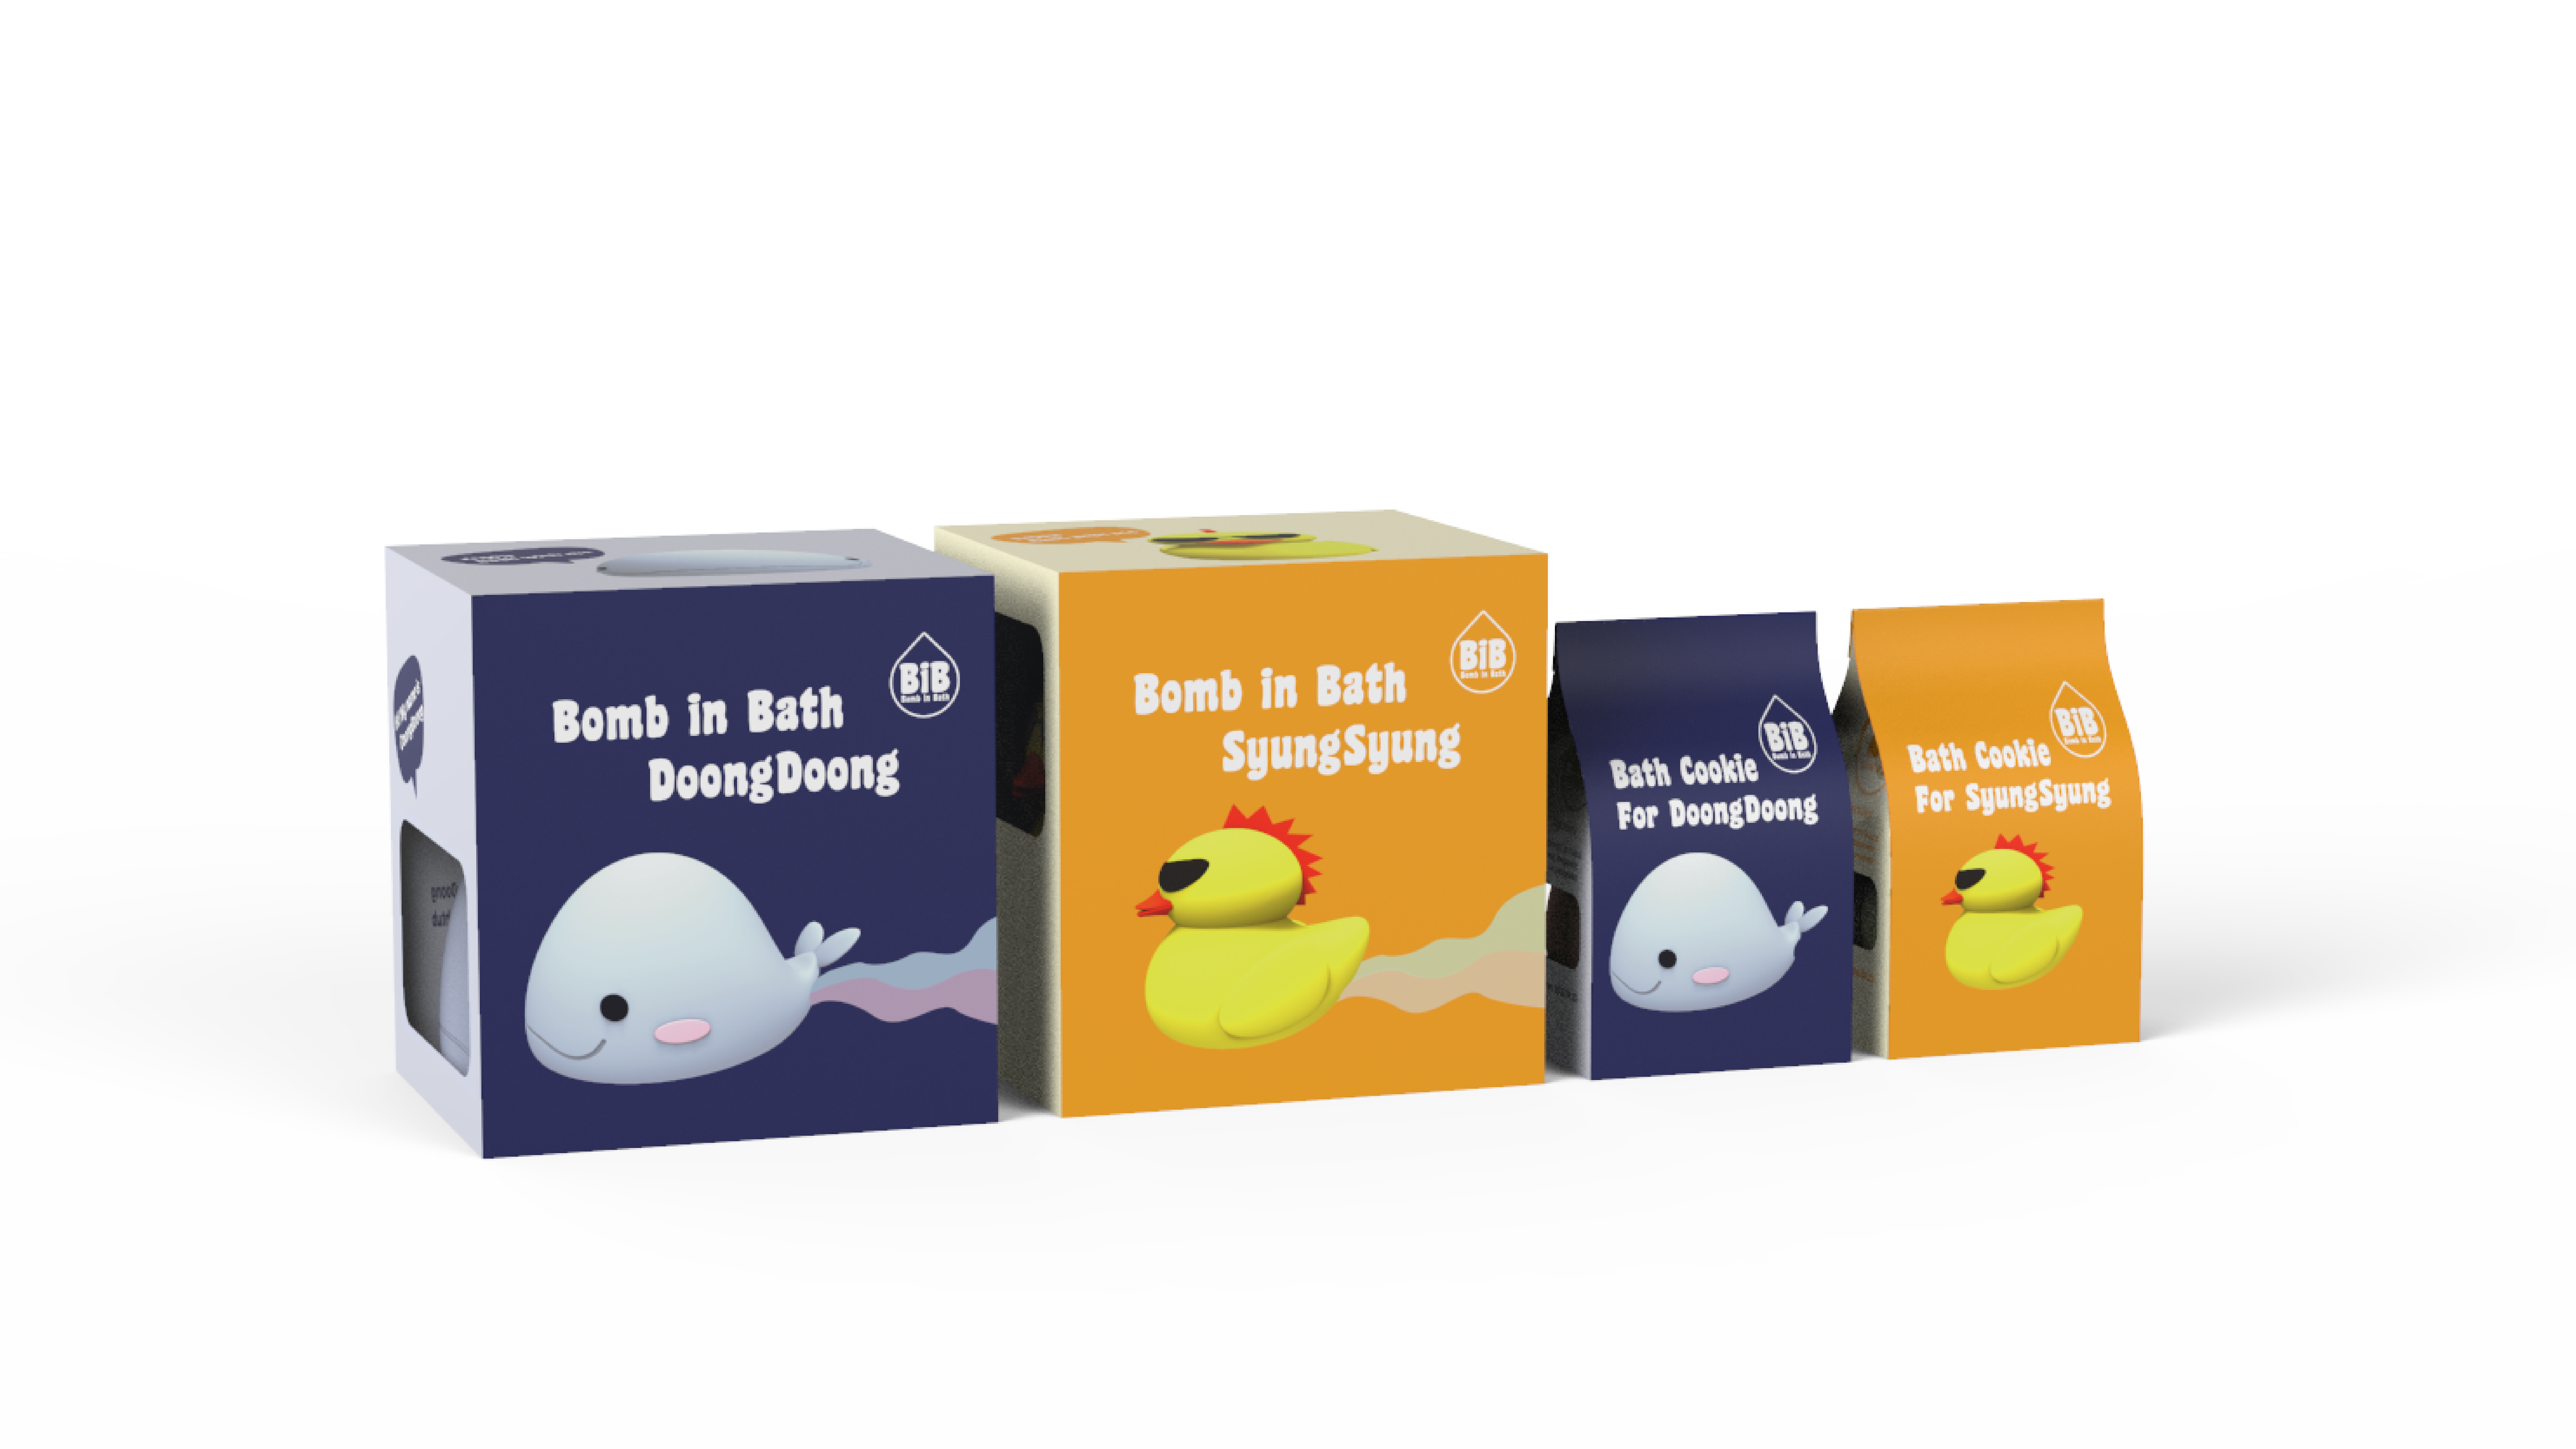 Bomb in Bath
DoongDoong
BiB
Bomb in Bath
Bomb in Bath
SyungSyung
BiB
Bomb in Bath
Bath Cookie
For DoongDoong
BiB
Bomb in Bath
Bath Cookie
For SyungSyung
BiB
Bomb in Bath